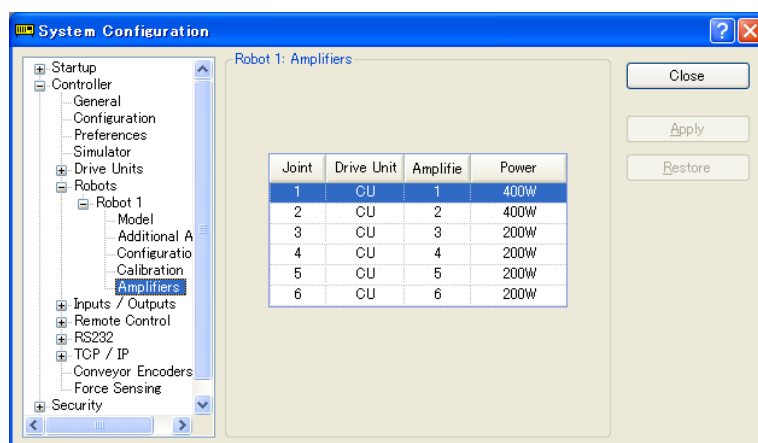 System Configuration
Startup
Controller
General
Configuration
Preferences
Simulator
Drive Units
Robots
Robot 1
Model
Additional A
Configuratio
Calibration
Amplifiers
Inputs / Outputs
Remote Control
RS232
TCP / IP
Conveyor Encoders
Force Sensing
Security
Robot 1: Amplifiers
Joint Drive Unit Amplifie Power
1 CU 1 400W
2 CU 2 400W
3 CU 3 200W
4 CU 4 200W
5 CU 5 200W
6 CU 6 200W
Close
Apply
Restore